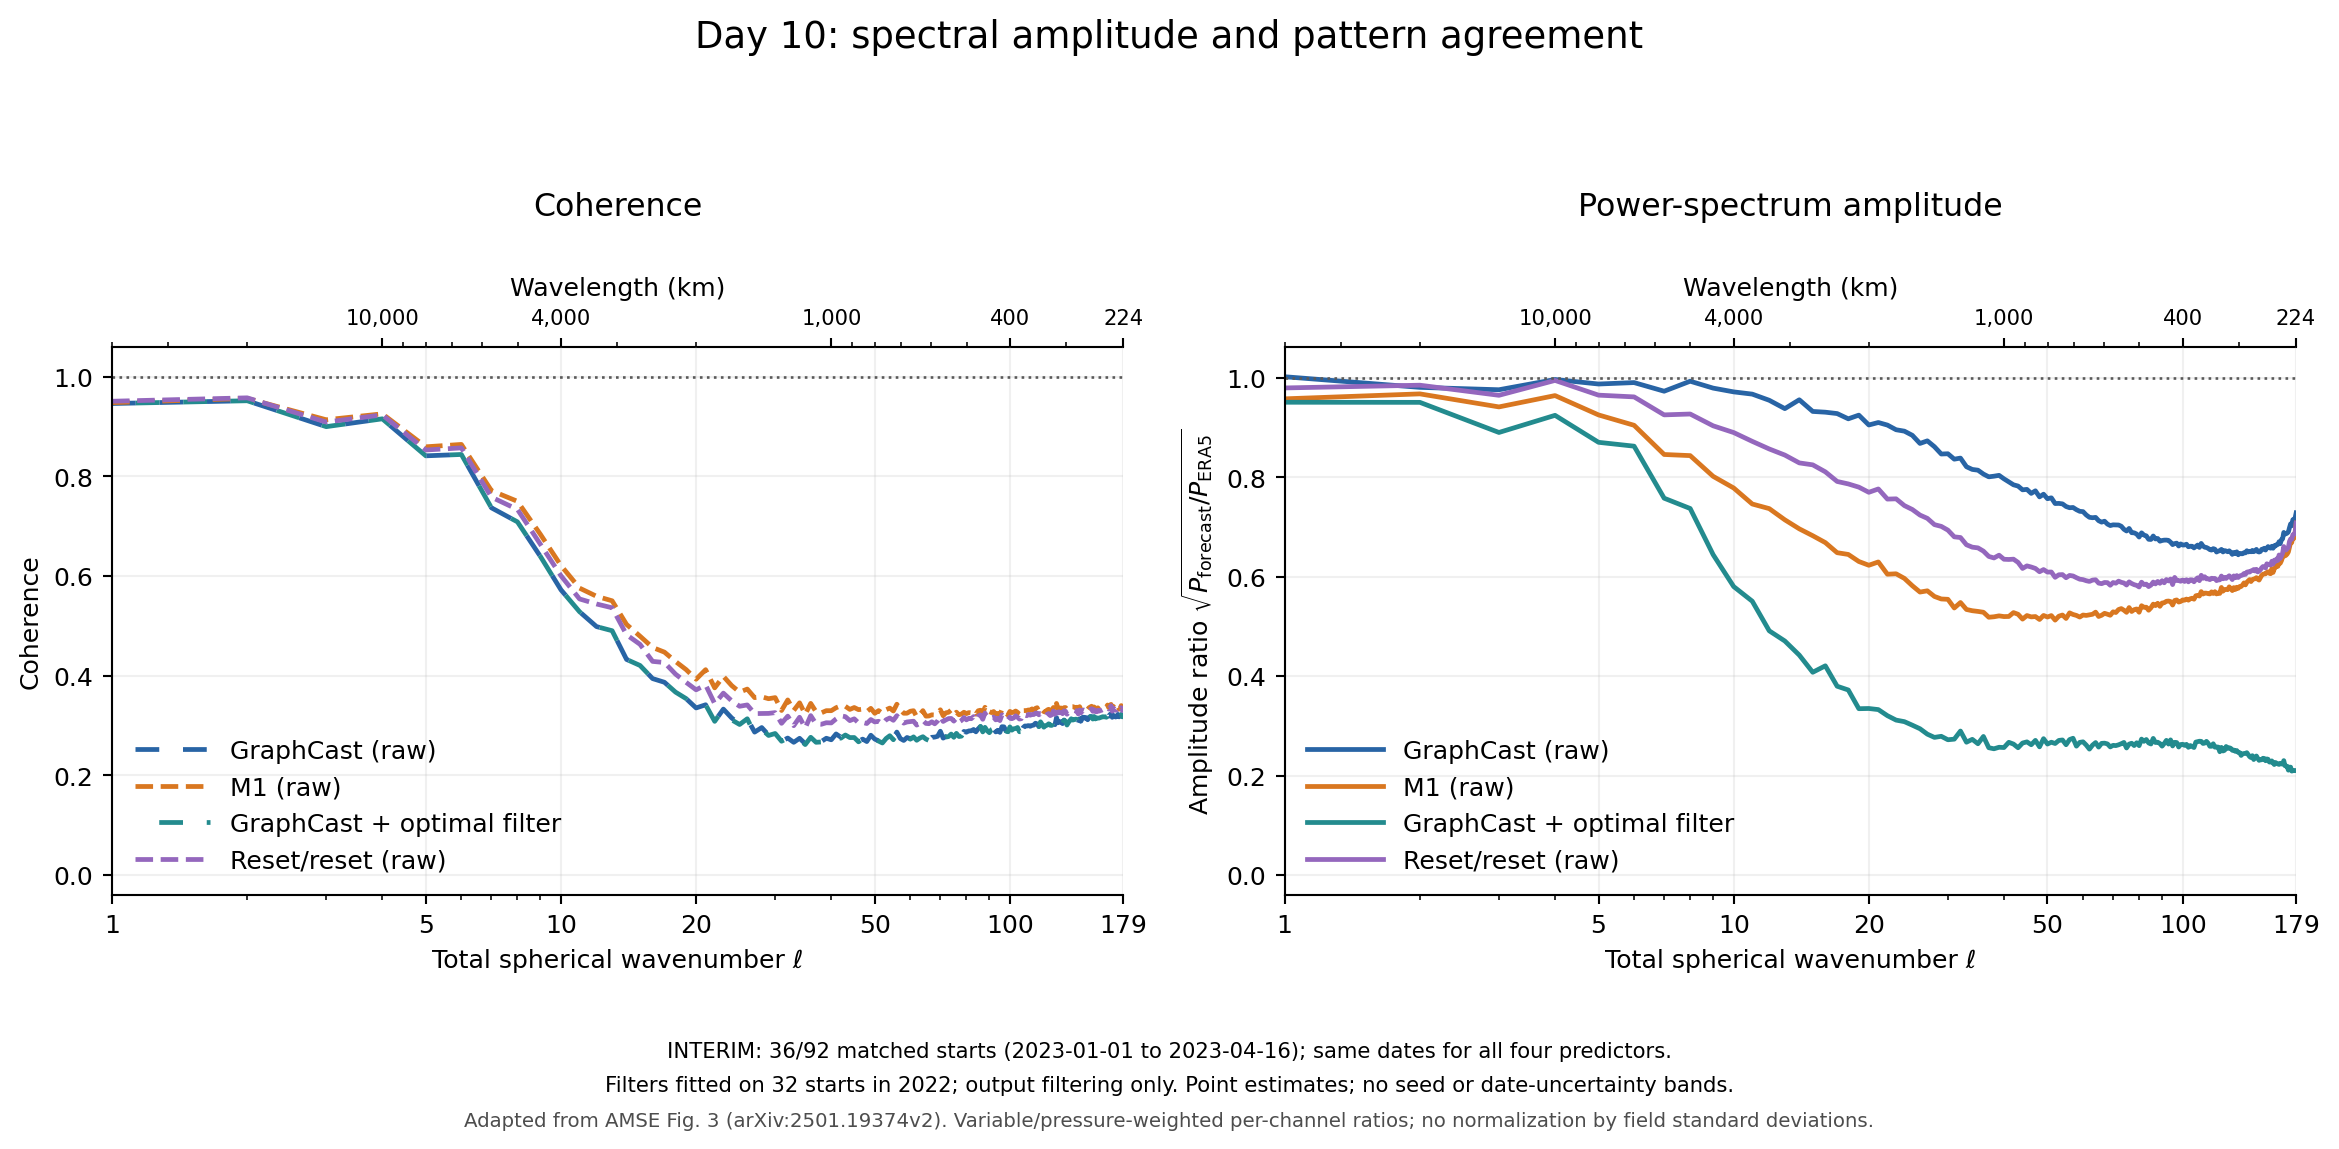 Day 10: spectral amplitude and pattern agreement
Coherence
Wavelength (km)
10,000 4,000 1,000 400 224
1.0
0.8
0.6
0.4
0.2
0.0
Coherence
GraphCast (raw)
M1 (raw)
GraphCast + optimal filter
Reset/reset (raw)
1 5 10 20 50 100 179
Total spherical wavenumber ℓ
Power-spectrum amplitude
Wavelength (km)
10,000 4,000 1,000 400 224
1.0
0.8
0.6
0.4
0.2
0.0
Amplitude ratio √P_forecast/P_ERA5
GraphCast (raw)
M1 (raw)
GraphCast + optimal filter
Reset/reset (raw)
1 5 10 20 50 100 179
Total spherical wavenumber ℓ
INTERIM: 36/92 matched starts (2023-01-01 to 2023-04-16); same dates for all four predictors.
Filters fitted on 32 starts in 2022; output filtering only. Point estimates; no seed or date-uncertainty bands.
Adapted from AMSE Fig. 3 (arXiv:2501.19374v2). Variable/pressure-weighted per-channel ratios; no normalization by field standard deviations.